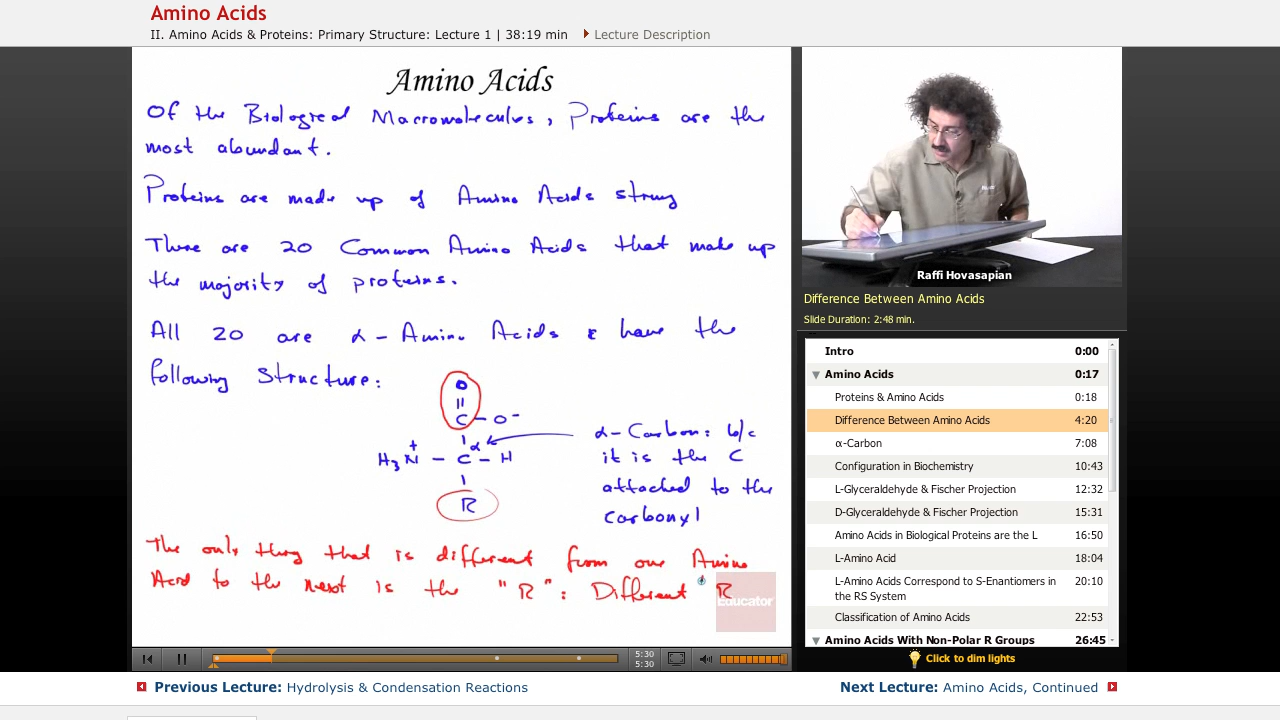 Amino Acids
II. Amino Acids & Proteins: Primary Structure: Lecture 1 | 38:19 min Lecture Description
Amino Acids
Of the Biological Macromolecules, Proteins are the
most abundant.
Proteins are made up of Amino Acids strung
There are 20 Common Amino Acids that make up
the majority of proteins.
All 20 are α-Amino Acids & have the
following Structure:
O
||
C - O⁻
α
H₃N⁺ - C - H
R
α-Carbon: b/c
it is the C
attached to the
carbonyl
The only thing that is different from one Amino
Acid to the next is the "R": Different R
Educator
5:30
5:30
Raffi Hovasapian
Difference Between Amino Acids
Slide Duration: 2:48 min.
Intro 0:00
Amino Acids 0:17
Proteins & Amino Acids 0:18
Difference Between Amino Acids 4:20
α-Carbon 7:08
Configuration in Biochemistry 10:43
L-Glyceraldehyde & Fischer Projection 12:32
D-Glyceraldehyde & Fischer Projection 15:31
Amino Acids in Biological Proteins are the L 16:50
L-Amino Acid 18:04
L-Amino Acids Correspond to S-Enantiomers in 20:10
the RS System
Classification of Amino Acids 22:53
Amino Acids With Non-Polar R Groups 26:45
Click to dim lights
Previous Lecture: Hydrolysis & Condensation Reactions
Next Lecture: Amino Acids, Continued